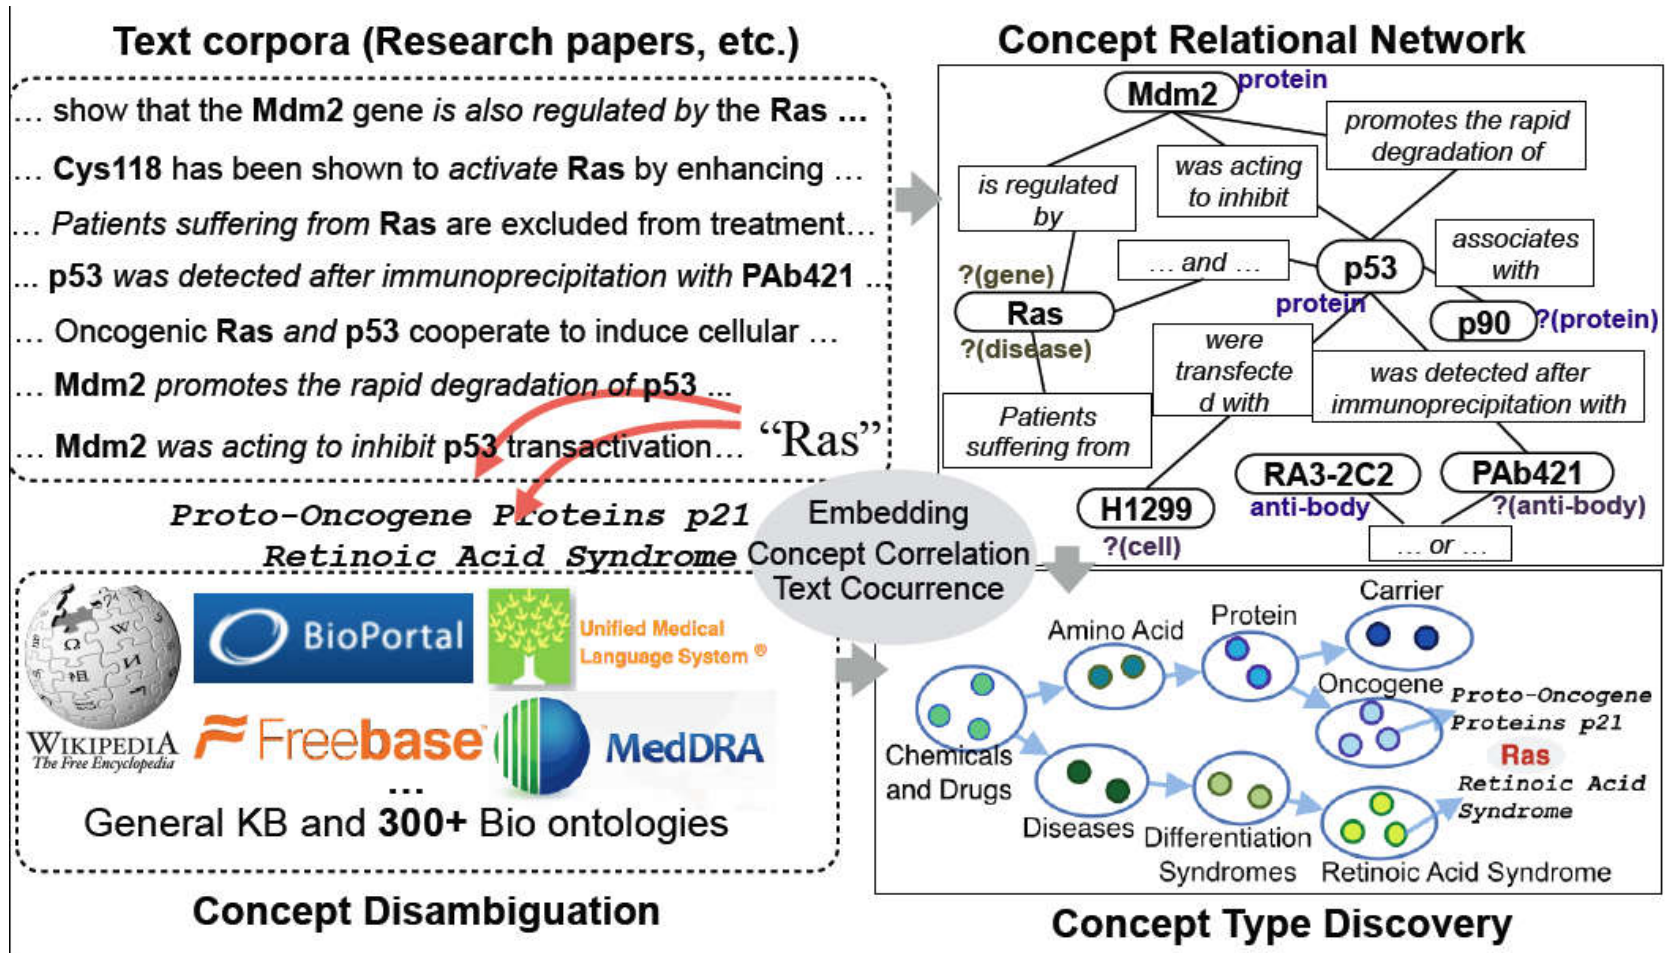 Text corpora (Research papers, etc.)
... show that the Mdm2 gene is also regulated by the Ras ...
... Cys118 has been shown to activate Ras by enhancing ...
... Patients suffering from Ras are excluded from treatment...
... p53 was detected after immunoprecipitation with PAb421 ...
... Oncogenic Ras and p53 cooperate to induce cellular ...
... Mdm2 promotes the rapid degradation of p53 ...
... Mdm2 was acting to inhibit p53 transactivation...
“Ras”
Proto-Oncogene Proteins p21
Retinoic Acid Syndrome
Embedding
Concept Correlation
Text Cocurrence
WIKIPEDIA
The Free Encyclopedia
BioPortal
Unified Medical
Language System ®
Freebase™
MedDRA
...
General KB and 300+ Bio ontologies
Concept Disambiguation
Concept Relational Network
Mdm2
protein
promotes the rapid
degradation of
was acting
to inhibit
is regulated
by
... and ...
p53
protein
associates
with
p90
?(protein)
?(gene)
Ras
?(disease)
were
transfecte
d with
was detected after
immunoprecipitation with
Patients
suffering from
RA3-2C2
anti-body
PAb421
?(anti-body)
H1299
?(cell)
... or ...
Carrier
Protein
Amino Acid
Oncogene
Proto-Oncogene
Proteins p21
Ras
Retinoic Acid
Syndrome
Chemicals
and Drugs
Diseases
Differentiation
Syndromes
Retinoic Acid Syndrome
Concept Type Discovery